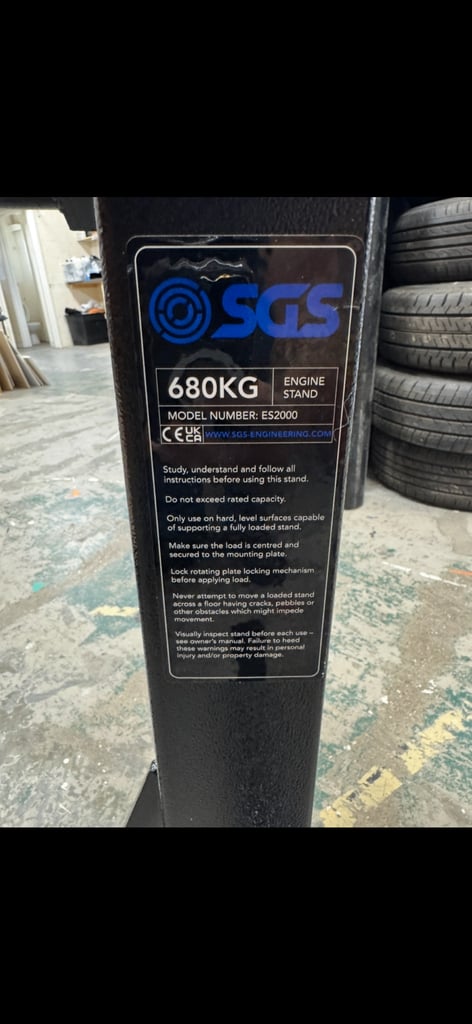 SGS
680KG
ENGINE
STAND
MODEL NUMBER: ES2000
CE UK
CA
WWW.SGS-ENGINEERING.COM
Study, understand and follow all
instructions before using this stand.
Do not exceed rated capacity.
Only use on hard, level surfaces capable
of supporting a fully loaded stand.
Make sure the load is centred and
secured to the mounting plate.
Lock rotating plate locking mechanism
before applying load.
Never attempt to move a loaded stand
across a floor having cracks, pebbles or
other obstacles which might impede
movement.
Visually inspect stand before each use –
see owner's manual. Failure to heed
these warnings may result in personal
injury and/or property damage.